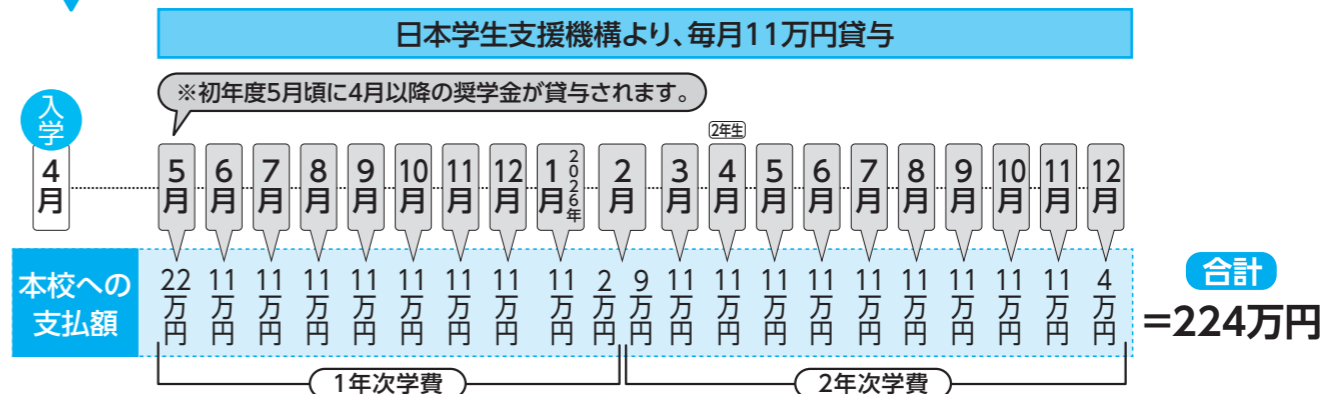 日本学生支援機構より、毎月11万円貸与
※初年度5月頃に4月以降の奨学金が貸与されます。
入学
2年生
4月
5月
6月
7月
8月
9月
10月
11月
12月
1月
2026年
2月
3月
4月
5月
6月
7月
8月
9月
10月
11月
12月
本校への
支払額
22万円
11万円
11万円
11万円
11万円
11万円
11万円
11万円
11万円
2万円
9万円
11万円
11万円
11万円
11万円
11万円
11万円
11万円
11万円
11万円
4万円
合計
=224万円
1年次学費
2年次学費